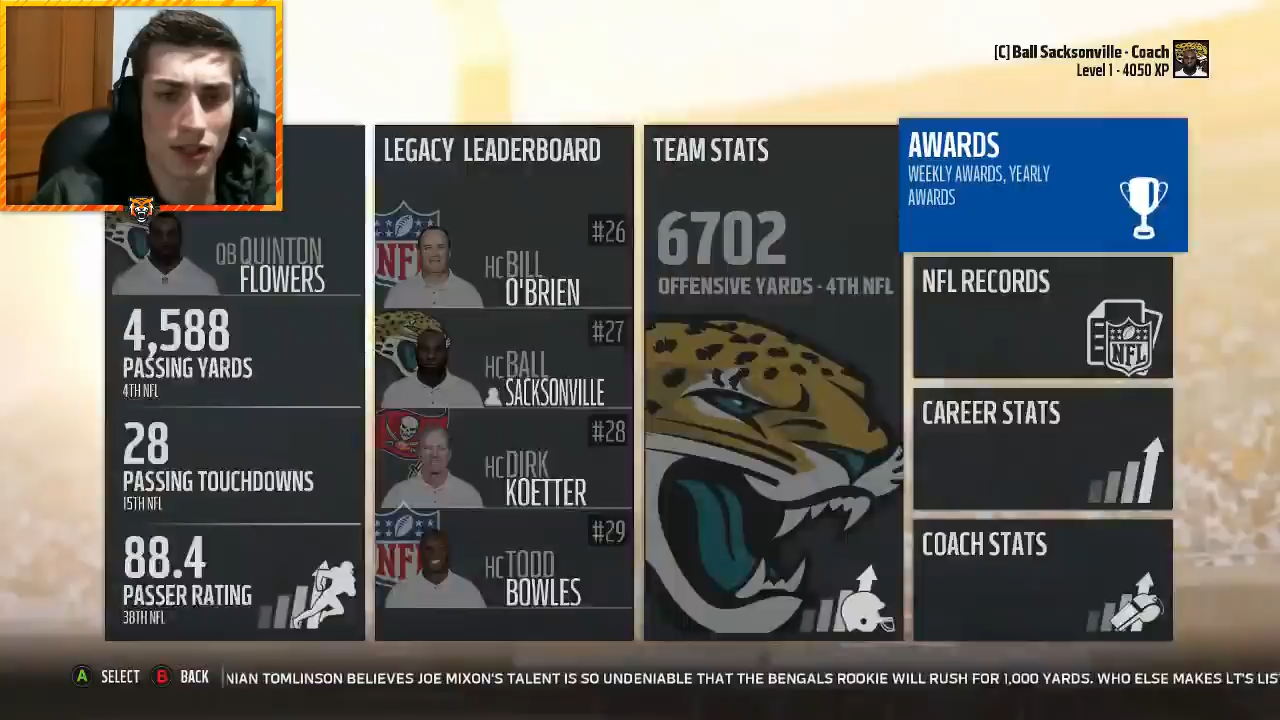 [C] Ball Sacksonville - Coach
Level 1 - 4050 XP
QB QUINTON
FLOWERS
4,588
PASSING YARDS
4TH NFL
28
PASSING TOUCHDOWNS
15TH NFL
88.4
PASSER RATING
38TH NFL
LEGACY LEADERBOARD
#26
HC BILL
O'BRIEN
#27
HC BALL
SACKSONVILLE
#28
HC DIRK
KOETTER
#29
HC TODD
BOWLES
TEAM STATS
6702
OFFENSIVE YARDS - 4TH NFL
AWARDS
WEEKLY AWARDS, YEARLY
AWARDS
NFL RECORDS
NFL
CAREER STATS
COACH STATS
A SELECT B BACK
NIAN TOMLINSON BELIEVES JOE MIXON'S TALENT IS SO UNDENIABLE THAT THE BENGALS ROOKIE WILL RUSH FOR 1,000 YARDS. WHO ELSE MAKES LT'S LIS